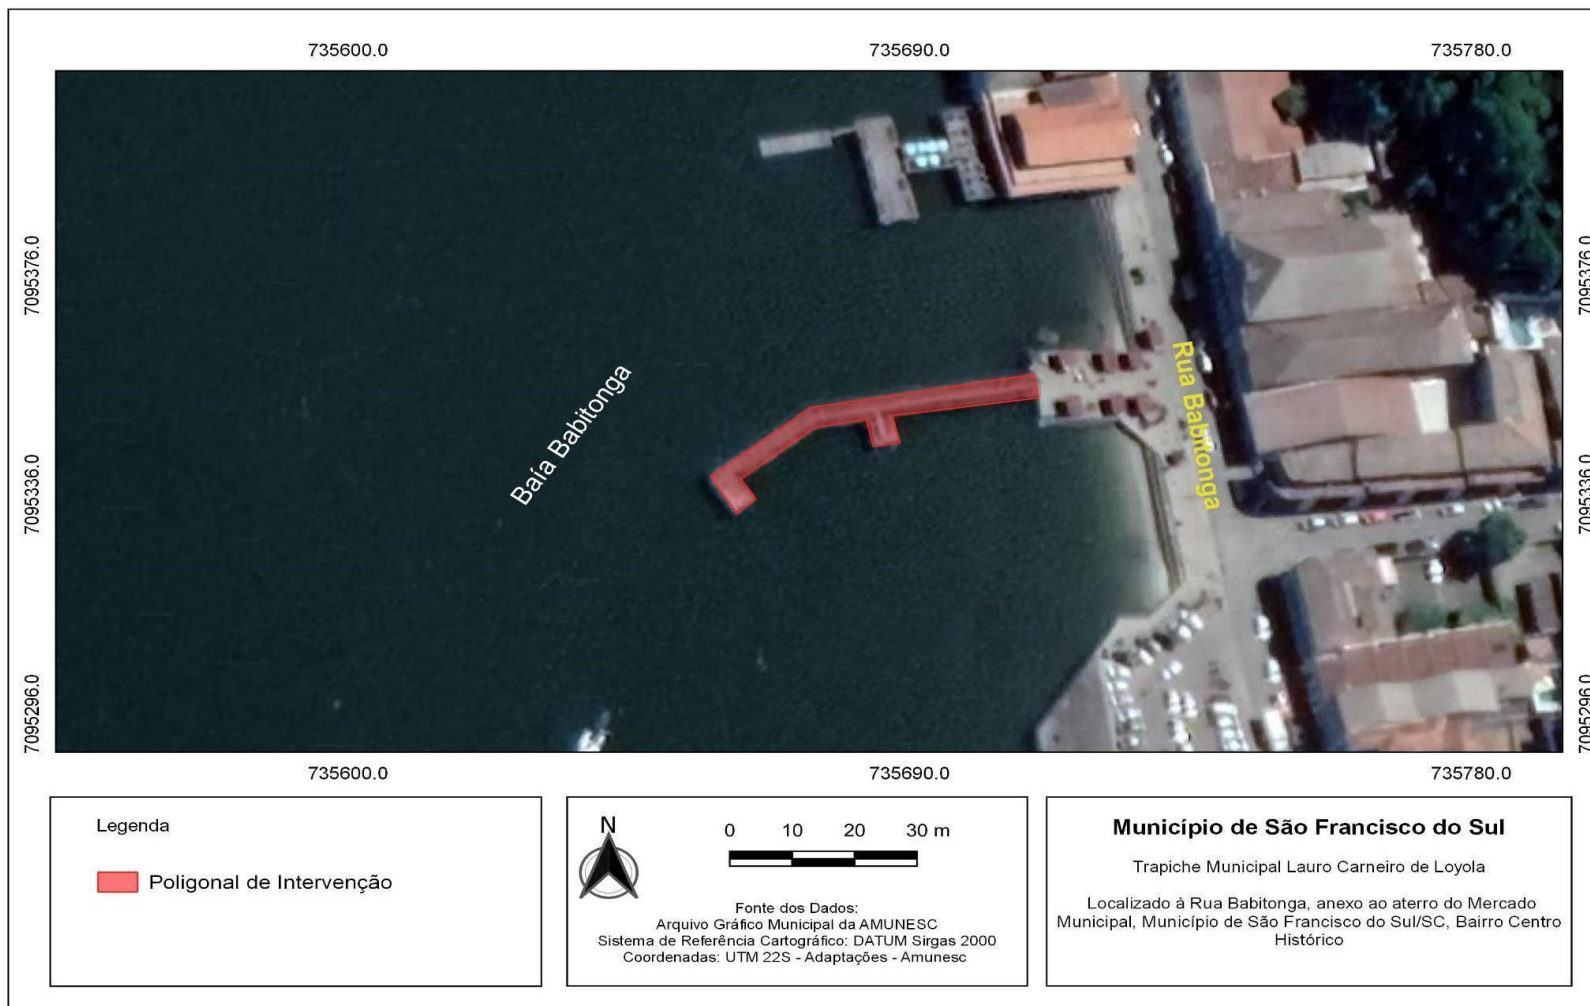 735600.0 735690.0 735780.0
7095376.0 7095376.0
Rua Babitonga
Baía Babitonga
7095336.0 7095336.0
7095296.0 7095296.0
735600.0 735690.0 735780.0
Legenda
Poligonal de Intervenção
N
0 10 20 30 m
Fonte dos Dados:
Arquivo Gráfico Municipal da AMUNESC
Sistema de Referência Cartográfico: DATUM Sirgas 2000
Coordenadas: UTM 22S - Adaptações - Amunesc
Município de São Francisco do Sul
Trapiche Municipal Lauro Carneiro de Loyola
Localizado à Rua Babitonga, anexo ao aterro do Mercado
Municipal, Município de São Francisco do Sul/SC, Bairro Centro
Histórico